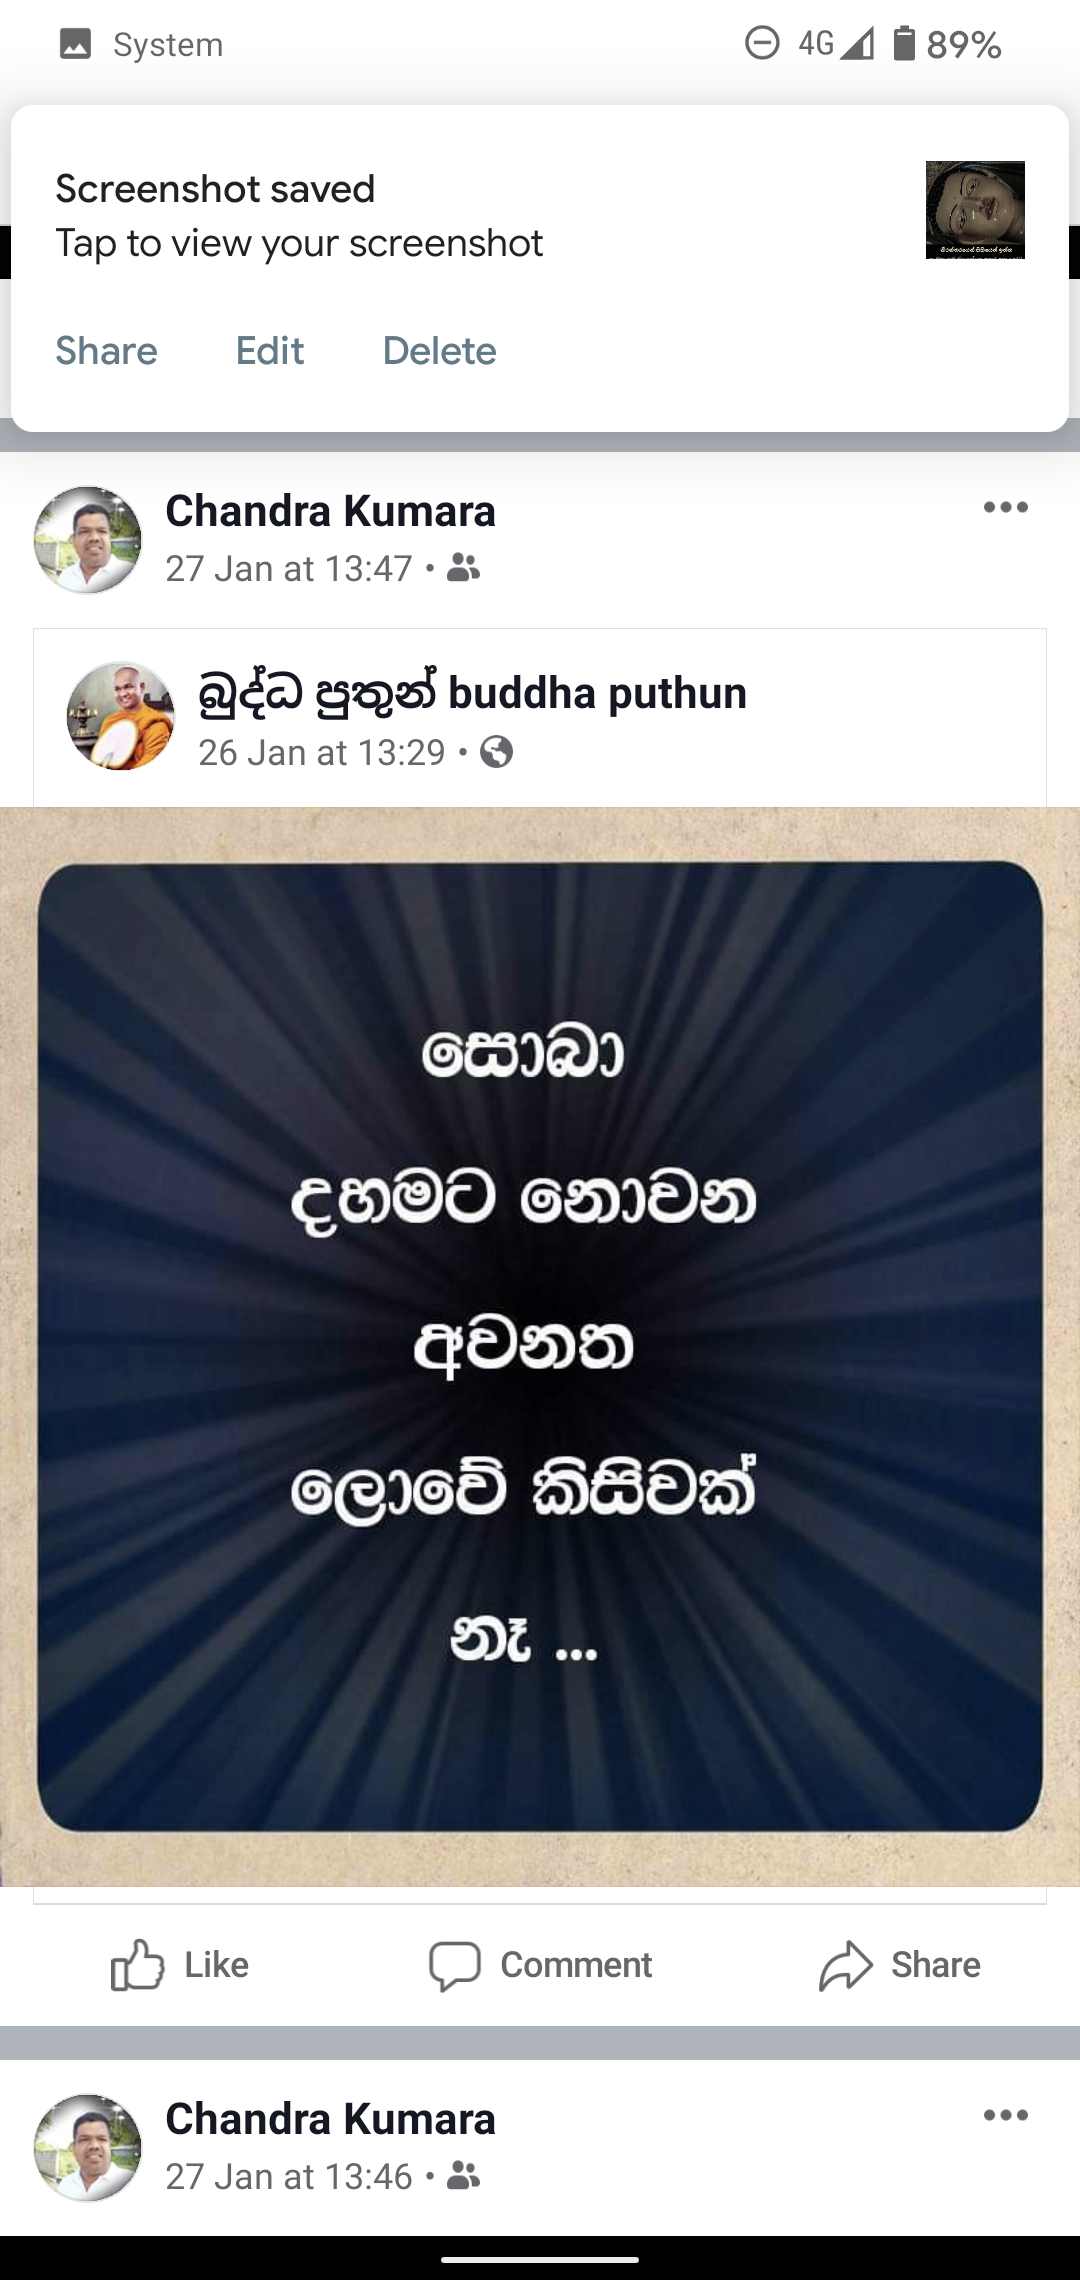 System 4G 89%
Screenshot saved
Tap to view your screenshot
Share Edit Delete
Chandra Kumara
27 Jan at 13:47 •
බුද්ධ පුතුන් buddha puthun
26 Jan at 13:29 •
සොබා
දහමට නොවන
අවනත
ලොවේ කිසිවක්
නෑ ...
Like Comment Share
Chandra Kumara
27 Jan at 13:46 •